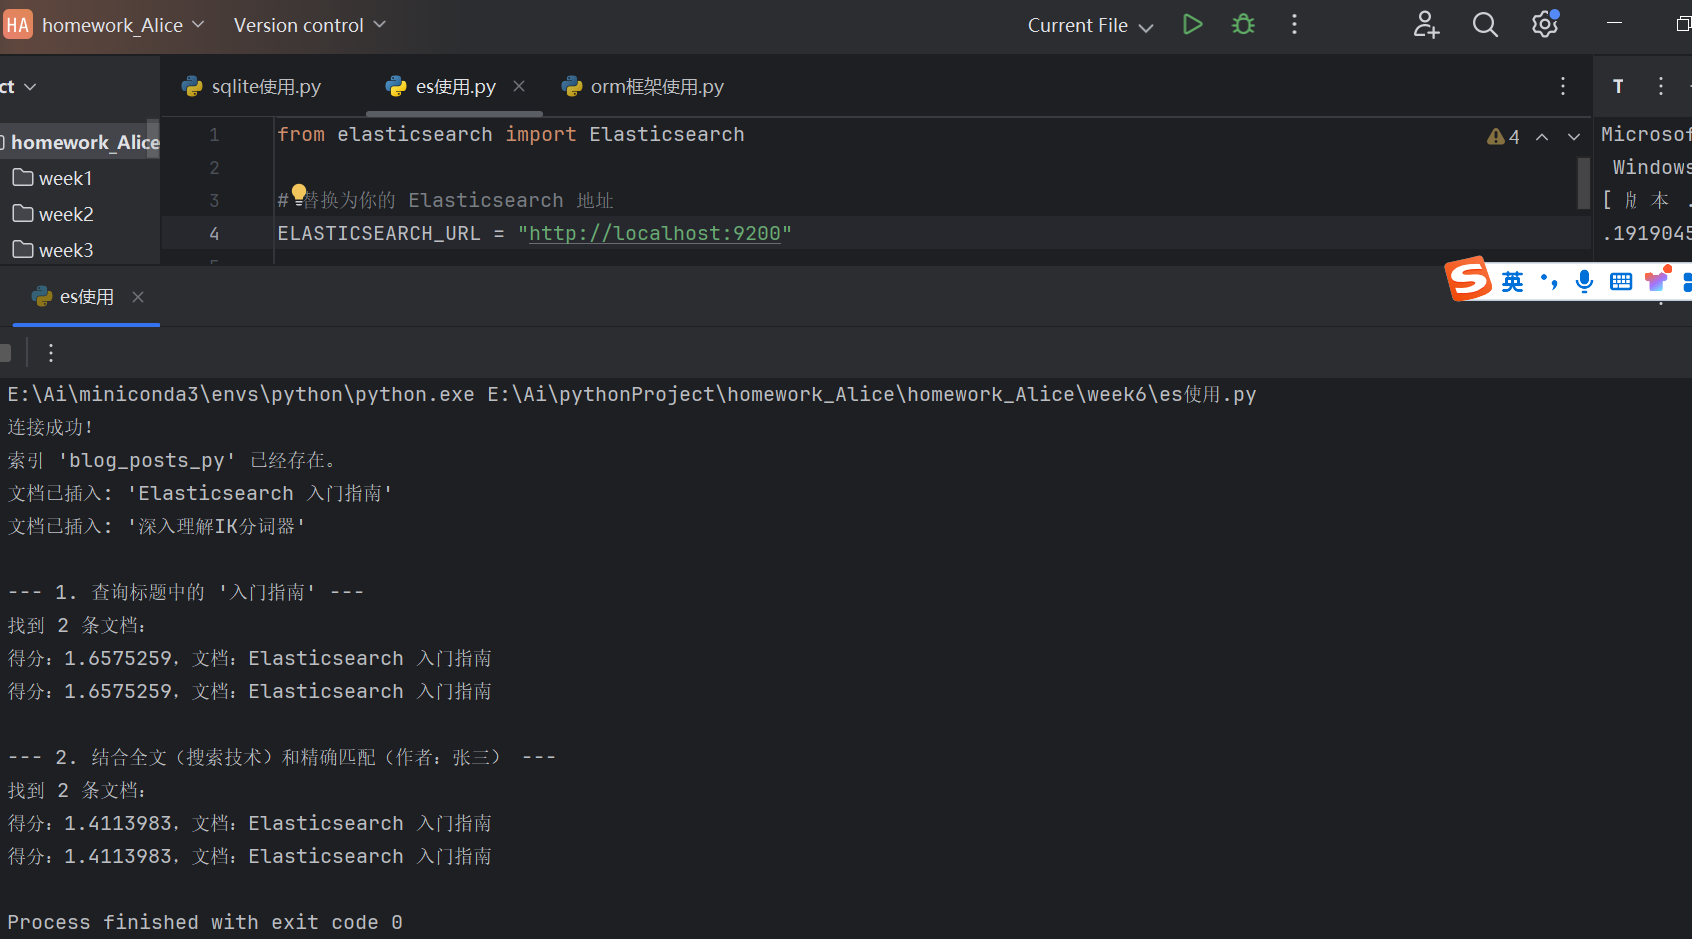 HA homework_Alice Version control Current File
ct sqlite使用.py es使用.py orm框架使用.py T
homework_Alice
week1
week2
week3
1 from elasticsearch import Elasticsearch
2
3 # 替换为你的 Elasticsearch 地址
4 ELASTICSEARCH_URL = "http://localhost:9200"
4
Microsof
Windows
[版本 .
.1919045
英
es使用
E:\Ai\miniconda3\envs\python\python.exe E:\Ai\pythonProject\homework_Alice\homework_Alice\week6\es使用.py
连接成功!
索引 'blog_posts_py' 已经存在。
文档已插入: 'Elasticsearch 入门指南'
文档已插入: '深入理解IK分词器'
--- 1. 查询标题中的 '入门指南' ---
找到 2 条文档:
得分: 1.6575259, 文档: Elasticsearch 入门指南
得分: 1.6575259, 文档: Elasticsearch 入门指南
--- 2. 结合全文（搜索技术）和精确匹配（作者: 张三） ---
找到 2 条文档:
得分: 1.4113983, 文档: Elasticsearch 入门指南
得分: 1.4113983, 文档: Elasticsearch 入门指南
Process finished with exit code 0